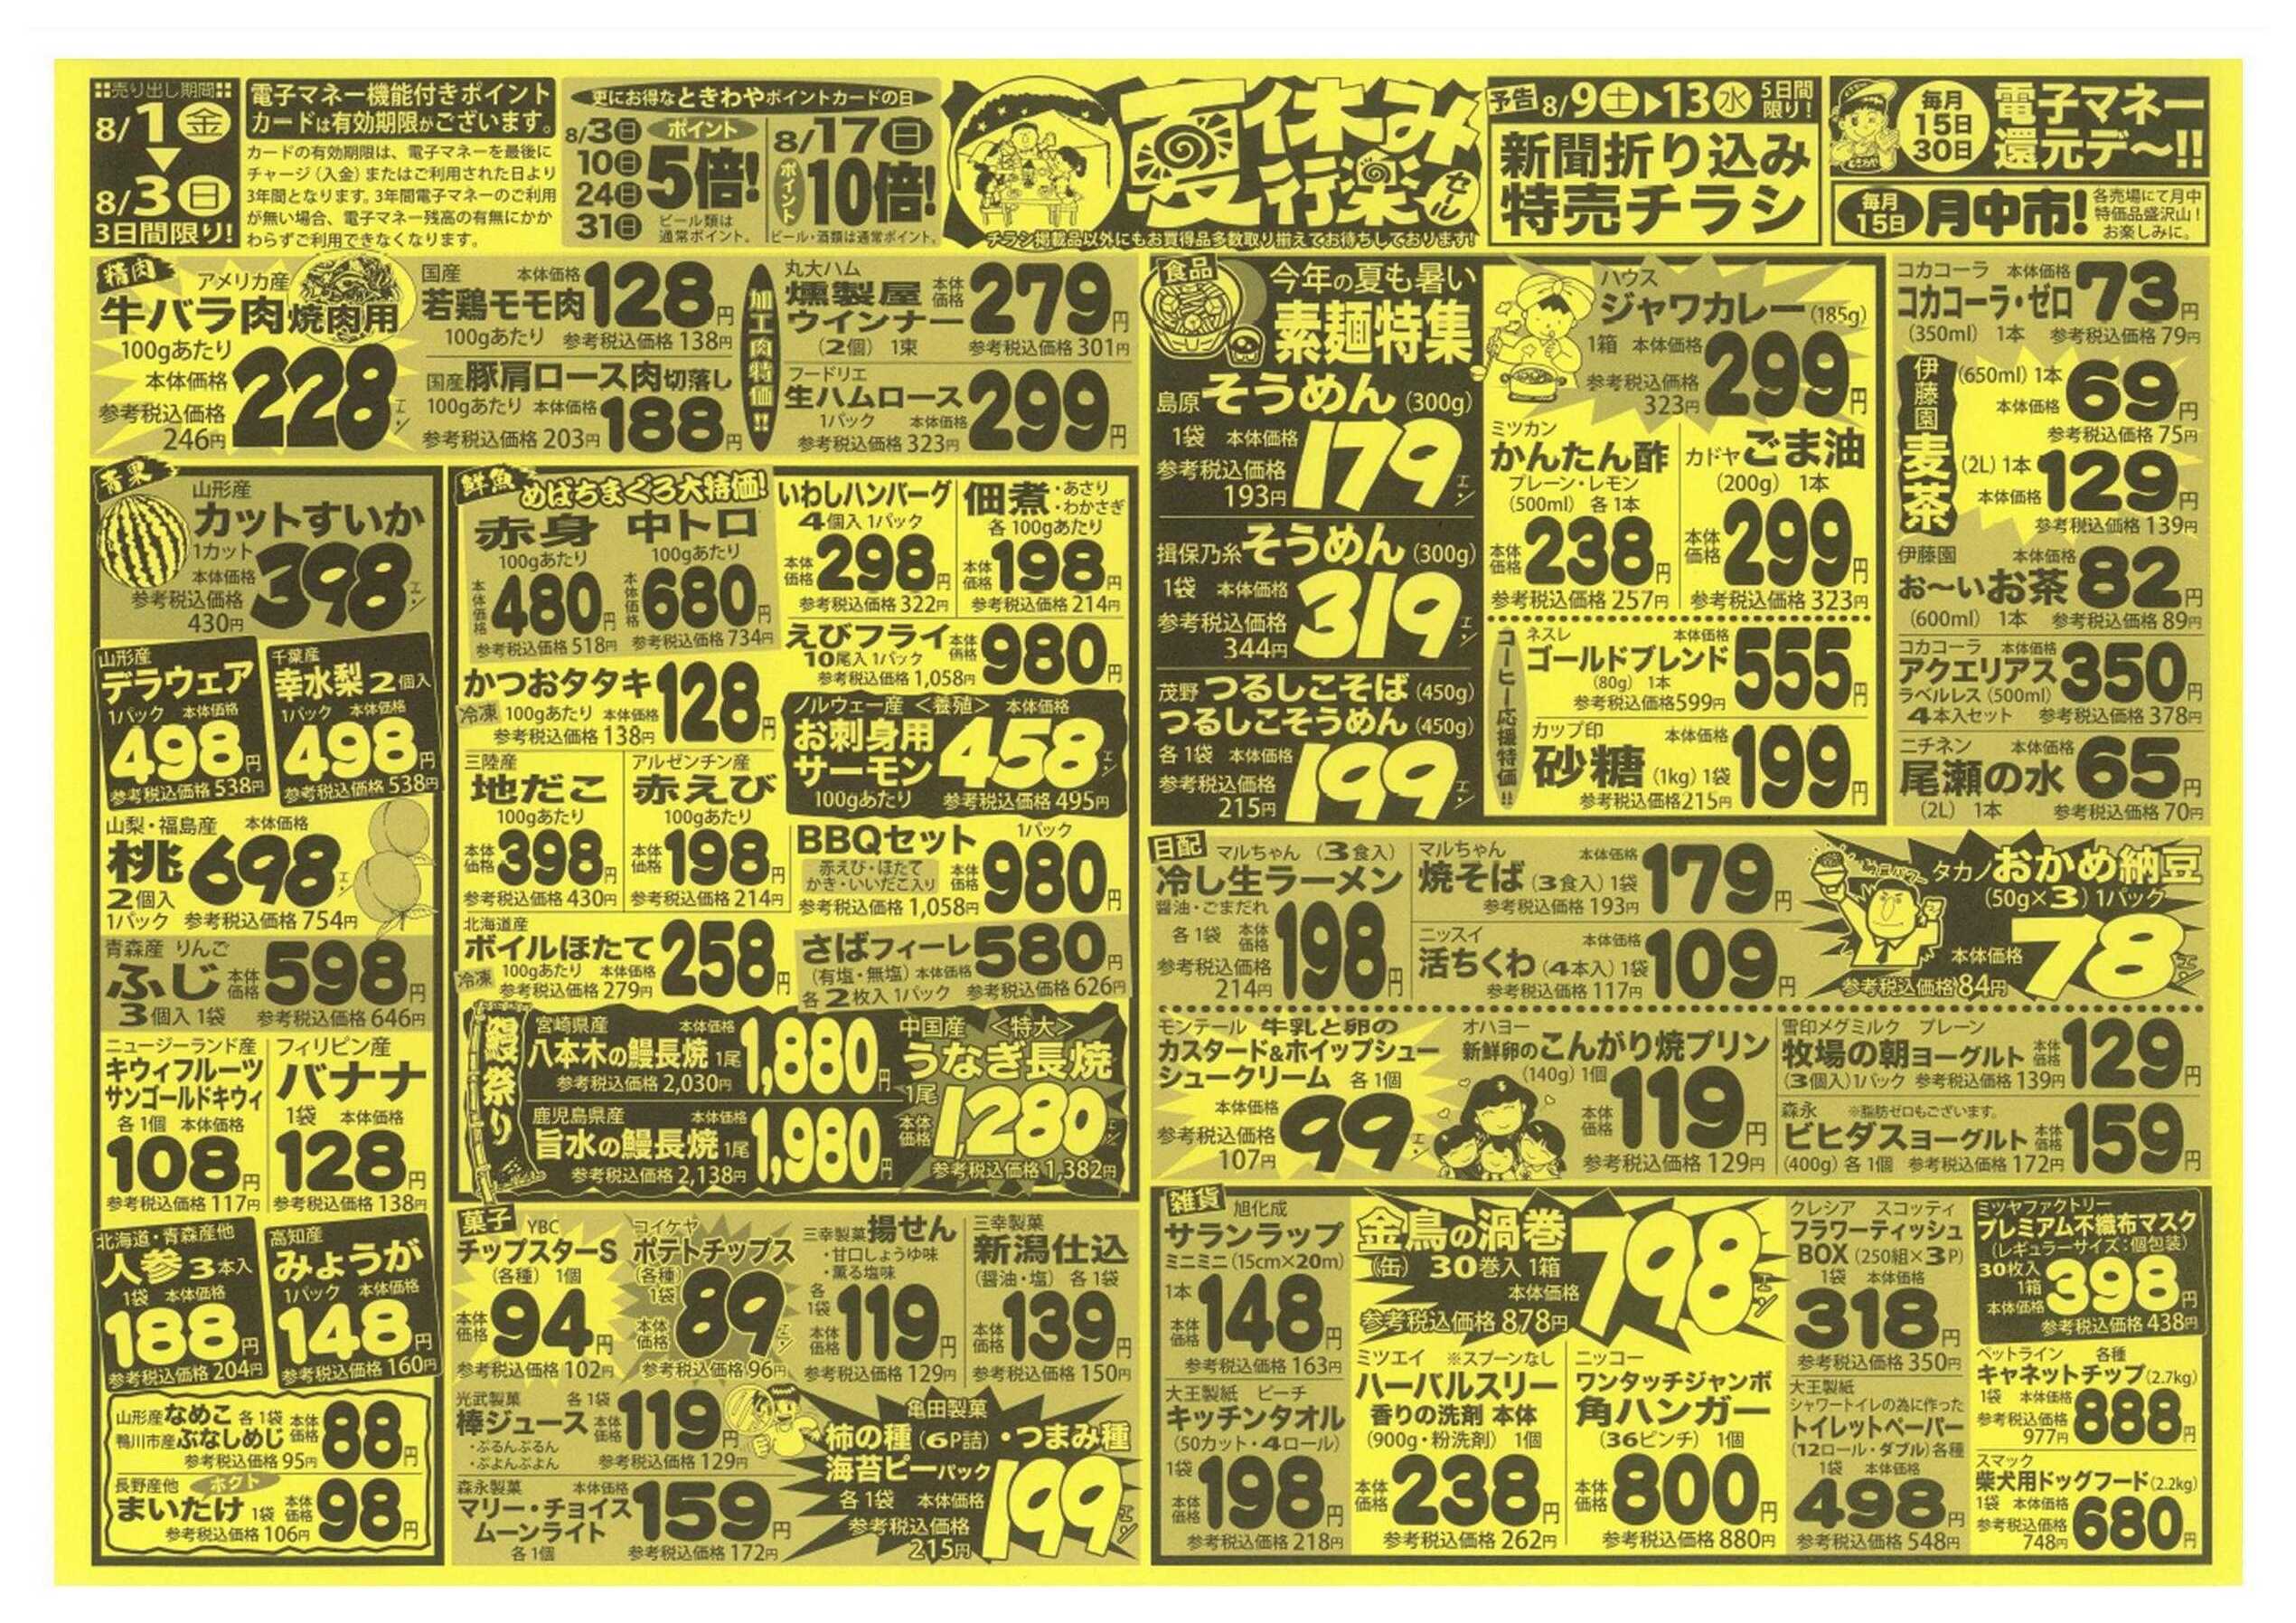 売り出し期間
8/1金
8/3日
3日間限り!
電子マネー機能付きポイント
カードは有効期限がございます。
カードの有効期限は、電子マネーを最後に
チャージ(入金)またはご利用された日より
3年間となります。3年間電子マネーのご利用
が無い場合、電子マネー残高の有無にかか
わらずご利用できなくなります。
更にお得なときわやポイントカードの日
8/3日
10日
24日
31日
ポイント
5倍!
ビール類は
通常ポイント。
8/17日
ポイント
10倍!
ビール・酒類は通常ポイント。
夏休み
行楽
セール
チラシ掲載品以外にもお買得品多数取り揃えてお待ちしております!
予告 8/9土▶13水 5日間限り!
新聞折り込み
特売チラシ
毎月
15日
30日
電子マネー
還元デ〜!!
毎月
15日
月中市!
各売場にて月中
特価品盛沢山!
お楽しみに。
精肉
アメリカ産
牛バラ肉焼肉用
100gあたり
本体価格 228円
参考税込価格
246円
国産 本体価格
若鶏モモ肉 128円
100gあたり 参考税込価格138円
国産豚肩ロース肉切落し
100gあたり 本体価格 188円
参考税込価格203円
加工肉特価!!
丸大ハム
燻製屋
ウインナー 本体価格 279円
(2個) 1束 参考税込価格301円
フードリエ
生ハムロース
1パック 本体価格 299円
参考税込価格323円
青果
山形産
カットすいか
1カット
本体価格 398円
参考税込価格
430円
山形産
デラウェア
1パック 本体価格
498円
参考税込価格538円
千葉産
幸水梨2個入
1パック 本体価格
498円
参考税込価格538円
山梨・福島産 本体価格
桃 698円
2個入
1パック 参考税込価格754円
青森産 りんご
ふじ 本体価格 598円
3個入 1袋 参考税込価格646円
ニュージーランド産
キウィフルーツ
サンゴールドキウィ
各1個 本体価格
108円
参考税込価格117円
フィリピン産
バナナ
1袋 本体価格
128円
参考税込価格138円
北海道・青森産他
人参3本入
1袋 本体価格
188円
参考税込価格204円
高知産
みょうが
1パック 本体価格
148円
参考税込価格160円
山形産なめこ 各1袋
鴨川市産ぶなしめじ 本体価格 88円
参考税込価格95円
長野産他 ホクト
まいたけ 1袋 本体価格 98円
参考税込価格106円
鮮魚
めばちまぐろ大特価!
赤身
100gあたり
本体価格 480円
参考税込価格518円
中トロ
100gあたり
本体価格 680円
参考税込価格734円
いわしハンバーグ
4個入 1パック
本体価格 298円
参考税込価格322円
佃煮 ・あさり
・わかさぎ
各100gあたり
本体価格 198円
参考税込価格214円
かつおタタキ
冷凍 100gあたり 本体価格 128円
参考税込価格138円
えびフライ
10尾入 1パック 本体価格 980円
参考税込価格1,058円
ノルウェー産 <養殖> 本体価格
お刺身用
サーモン 458円
100gあたり 参考税込価格495円
三陸産
地だこ
100gあたり
本体価格 398円
参考税込価格430円
アルゼンチン産
赤えび
100gあたり
本体価格 198円
参考税込価格214円
BBQセット 1パック
赤えび・ほたて
かき・いいだこ入り
本体価格 980円
参考税込価格1,058円
北海道産
ボイルほたて
冷凍 100gあたり 本体価格 258円
参考税込価格279円
さばフィーレ
(有塩・無塩) 本体価格 580円
各2枚入 1パック 参考税込価格626円
鰻祭り
宮崎県産 本体価格
八本木の鰻長焼 1尾 1,880円
参考税込価格2,030円
鹿児島県産 本体価格
旨水の鰻長焼 1尾 1,980円
参考税込価格2,138円
中国産 <特大>
うなぎ長焼
1尾
本体価格 1,280円
参考税込価格1,382円
菓子
YBC
チップスターS
(各種) 1個
本体価格 94円
参考税込価格102円
コイケヤ
ポテトチップス
(各種)
1袋
本体価格 89円
参考税込価格96円
三幸製菓 揚せん
・甘口しょうゆ味
・薫る塩味
各1袋
本体価格 119円
参考税込価格129円
三幸製菓
新潟仕込
(醤油・塩) 各1袋
本体価格 139円
参考税込価格150円
光武製菓 各1袋
棒ジュース 本体価格 119円
・ぷるんぷるん
・ぷよんぷよん 参考税込価格129円
森永製菓 本体価格
マリー・チョイス
ムーンライト 159円
各1個 参考税込価格172円
亀田製菓
柿の種(6P詰)・つまみ種
海苔ピーパック
各1袋 本体価格 199円
参考税込価格
215円
食品
今年の夏も暑い
素麺特集
島原そうめん(300g)
1袋 本体価格 179円
参考税込価格
193円
揖保乃糸そうめん(300g)
1袋 本体価格 319円
参考税込価格
344円
茂野 つるしこそば(450g)
つるしこそうめん(450g)
各1袋 本体価格 199円
参考税込価格
215円
ハウス
ジャワカレー(185g)
1箱 本体価格 299円
参考税込価格
323円
ミツカン
かんたん酢
プレーン・レモン
(500ml) 各1本
本体価格 238円
参考税込価格257円
カドヤごま油
(200g) 1本
本体価格 299円
参考税込価格323円
コーヒー応援特価!!
ネスレ 本体価格
ゴールドブレンド
(80g) 1本 555円
参考税込価格599円
カップ印 本体価格
砂糖 (1kg) 1袋 199円
参考税込価格215円
コカコーラ 本体価格
コカコーラ・ゼロ 73円
(350ml) 1本 参考税込価格79円
伊藤園
麦茶
(650ml) 1本
本体価格 69円
参考税込価格75円
(2L) 1本
本体価格 129円
参考税込価格139円
伊藤園 本体価格
お〜いお茶 82円
(600ml) 1本 参考税込価格89円
コカコーラ 本体価格
アクエリアス 350円
ラベルレス(500ml)
4本入セット 参考税込価格378円
ニチネン 本体価格
尾瀬の水 65円
(2L) 1本 参考税込価格70円
日配
マルちゃん (3食入)
冷し生ラーメン
醤油・ごまだれ
各1袋 本体価格 198円
参考税込価格
214円
マルちゃん 本体価格
焼そば(3食入) 1袋 179円
参考税込価格193円
ニッスイ 本体価格
活ちくわ(4本入) 1袋 109円
参考税込価格117円
納豆パワー
タカノおかめ納豆
(50g×3) 1パック
本体価格 78円
参考税込価格84円
モンテール 牛乳と卵の
カスタード&ホイップシュー
シュークリーム 各1個
本体価格 99円
参考税込価格
107円
オハヨー
新鮮卵のこんがり焼プリン
(140g) 1個
本体価格 119円
参考税込価格129円
雪印メグミルク プレーン
牧場の朝ヨーグルト 本体価格 129円
(3個入)1パック 参考税込価格139円
森永 ※脂肪ゼロもございます。
ビヒダスヨーグルト 本体価格 159円
(400g) 各1個 参考税込価格172円
雑貨
旭化成
サランラップ
ミニミニ(15cm×20m)
1本
本体価格 148円
参考税込価格163円
金鳥の渦巻
(缶) 30巻入 1箱
本体価格 798円
参考税込価格878円
クレシア スコッティ
フラワーティッシュ
BOX(250組×3P)
1袋 本体価格
318円
参考税込価格350円
ミツヤファクトリー
プレミアム不織布マスク
(レギュラーサイズ:個包装)
30枚入
1箱
本体価格 398円
参考税込価格438円
大王製紙 ピーチ
キッチンタオル
(50カット・4ロール)
1袋
本体価格 198円
参考税込価格218円
ミツエイ ※スプーンなし
ハーバルスリー
香りの洗剤 本体
(900g・粉洗剤) 1個
本体価格 238円
参考税込価格262円
ニッコー
ワンタッチジャンボ
角ハンガー
(36ピンチ) 1個
本体価格 800円
参考税込価格880円
大王製紙
シャワートイレの為に作った
トイレットペーパー
(12ロール・ダブル)各種
1袋 本体価格
498円
参考税込価格548円
ペットライン 各種
キャネットチップ(2.7kg)
1袋 本体価格 888円
参考税込価格
977円
スマック
柴犬用ドッグフード(2.2kg)
1袋 本体価格 680円
参考税込価格
748円